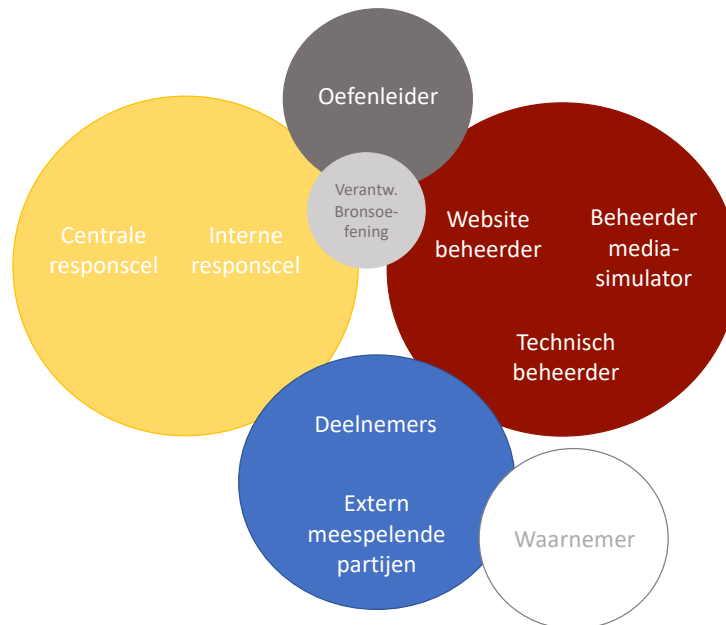 Oefenleider
Verantw.
Bronsoe-
fening
Centrale
responscel
Interne
responscel
Website
beheerder
Beheerder
media-
simulator
Technisch
beheerder
Deelnemers
Extern
meespelende
partijen
Waarnemer